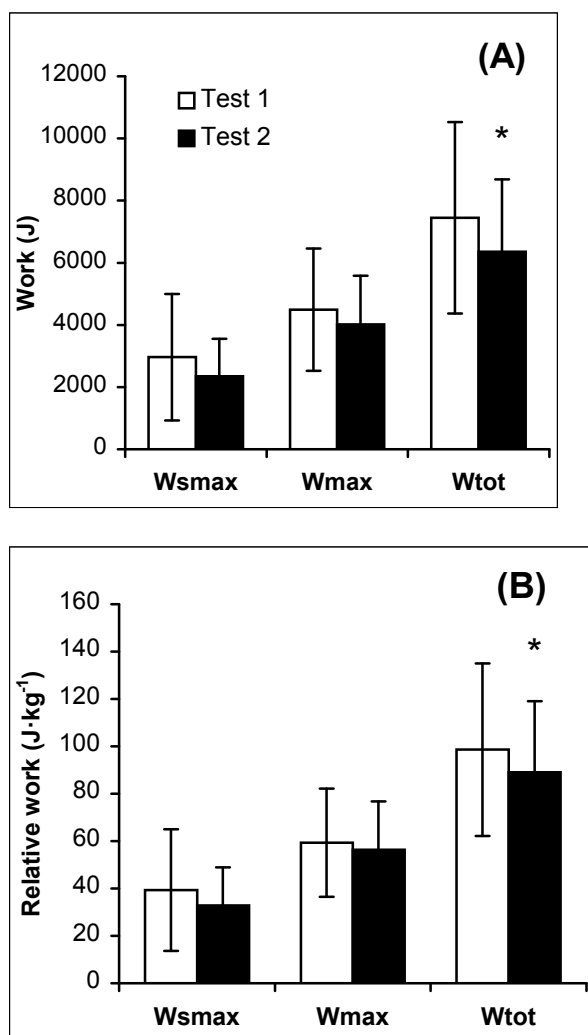 (A)
12000
10000
8000
6000
4000
2000
0
Work (J)
Test 1
Test 2
*
Wsmax Wmax Wtot
(B)
160
140
120
100
80
60
40
20
0
Relative work (J·kg⁻¹)
*
Wsmax Wmax Wtot